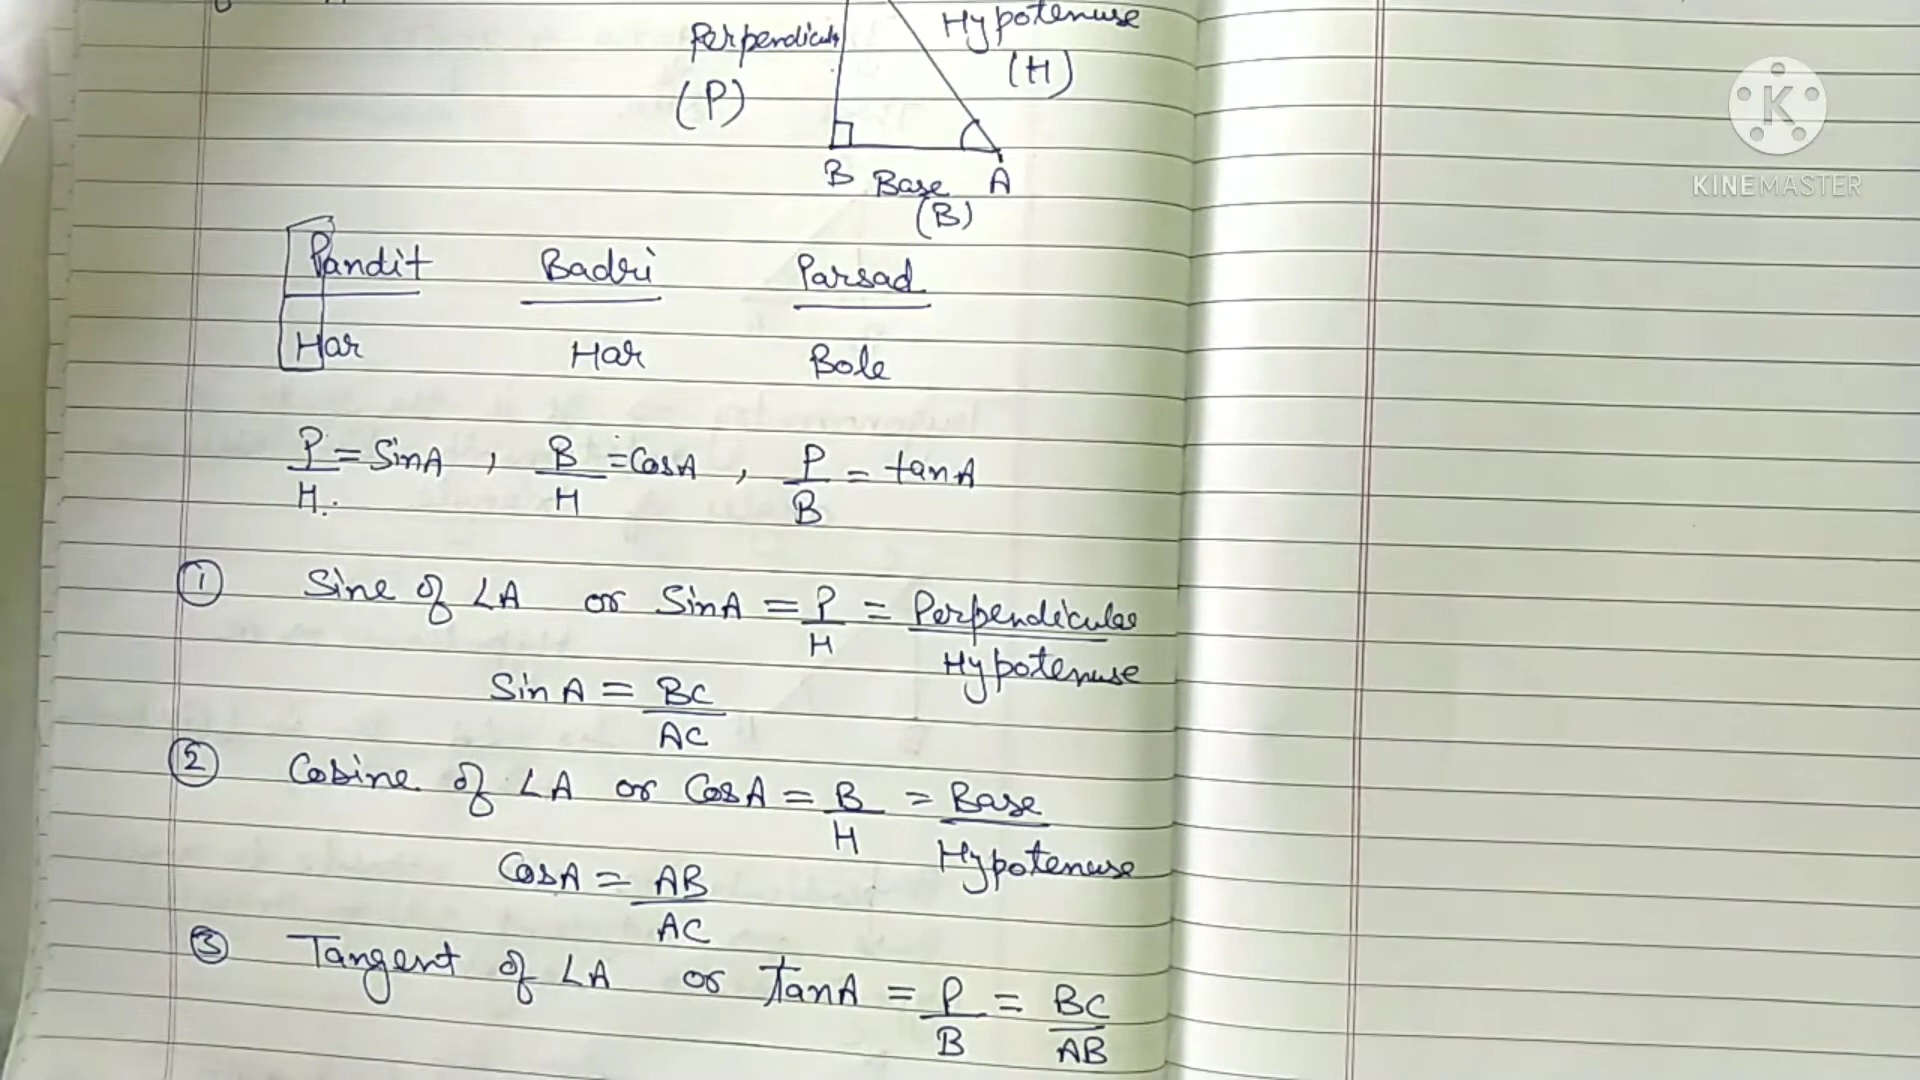 Perpendicular
Hypotenuse
(P)
(H)
B Base A
(B)
Pandit Badri Parsad
Har Har Bole
P/H. = SinA , B/H = CosA , P/B = tanA
① Sine of ∠A or SinA = P/H = Perpendicular/Hypotenuse
SinA = BC/AC
② Cosine of ∠A or CosA = B/H = Base/Hypotenuse
CosA = AB/AC
③ Tangent of ∠A or tanA = P/B = BC/AB
K
KINEMASTER